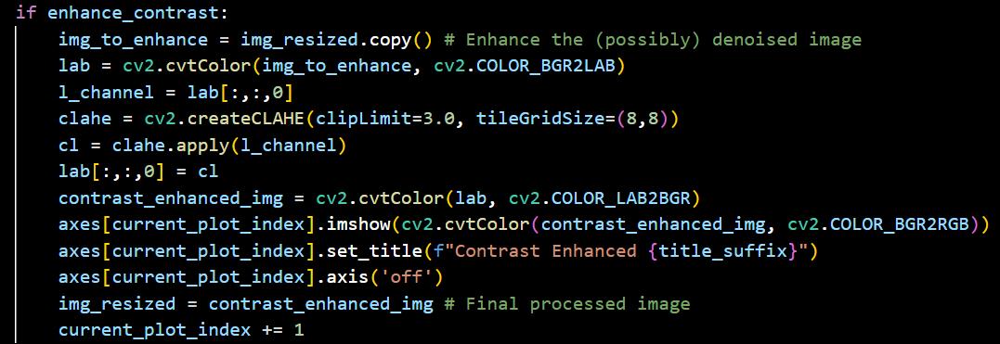 if enhance_contrast:
    img_to_enhance = img_resized.copy() # Enhance the (possibly) denoised image
    lab = cv2.cvtColor(img_to_enhance, cv2.COLOR_BGR2LAB)
    l_channel = lab[:,:,0]
    clahe = cv2.createCLAHE(clipLimit=3.0, tileGridSize=(8,8))
    cl = clahe.apply(l_channel)
    lab[:,:,0] = cl
    contrast_enhanced_img = cv2.cvtColor(lab, cv2.COLOR_LAB2BGR)
    axes[current_plot_index].imshow(cv2.cvtColor(contrast_enhanced_img, cv2.COLOR_BGR2RGB))
    axes[current_plot_index].set_title(f"Contrast Enhanced {title_suffix}")
    axes[current_plot_index].axis('off')
    img_resized = contrast_enhanced_img # Final processed image
    current_plot_index += 1